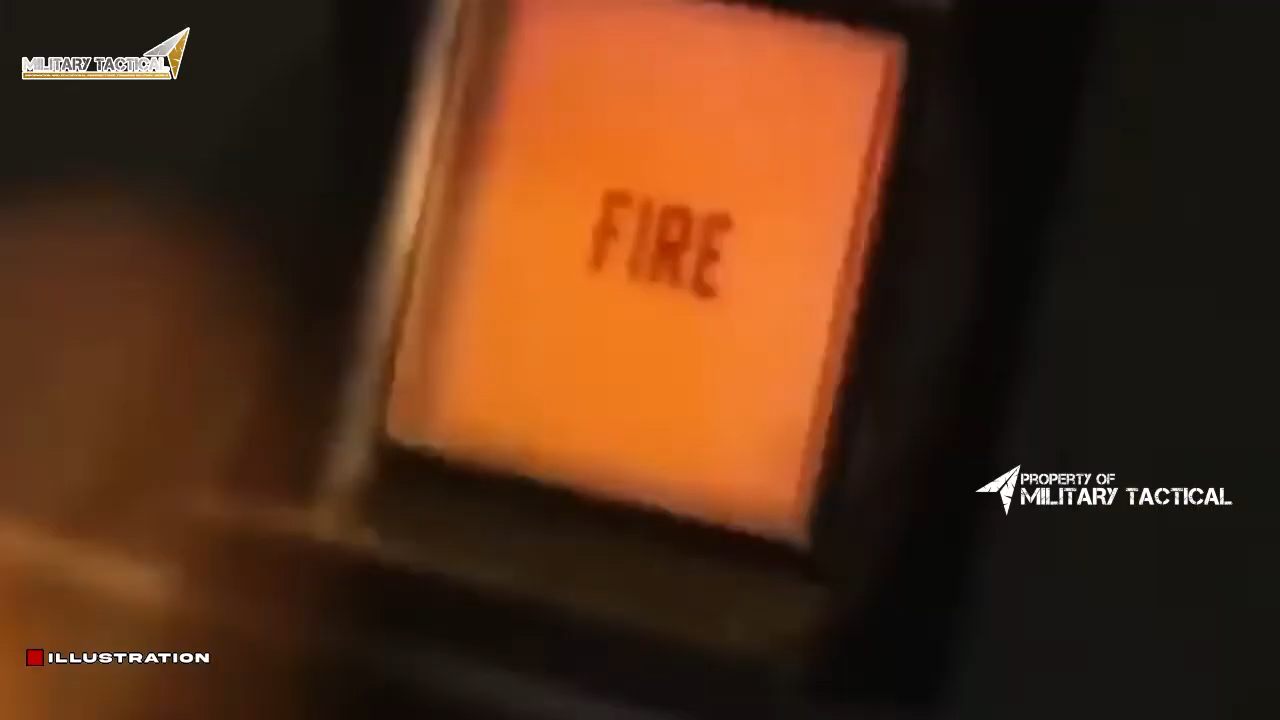 MILITARY TACTICAL
FIRE
PROPERTY OF
MILITARY TACTICAL
ILLUSTRATION